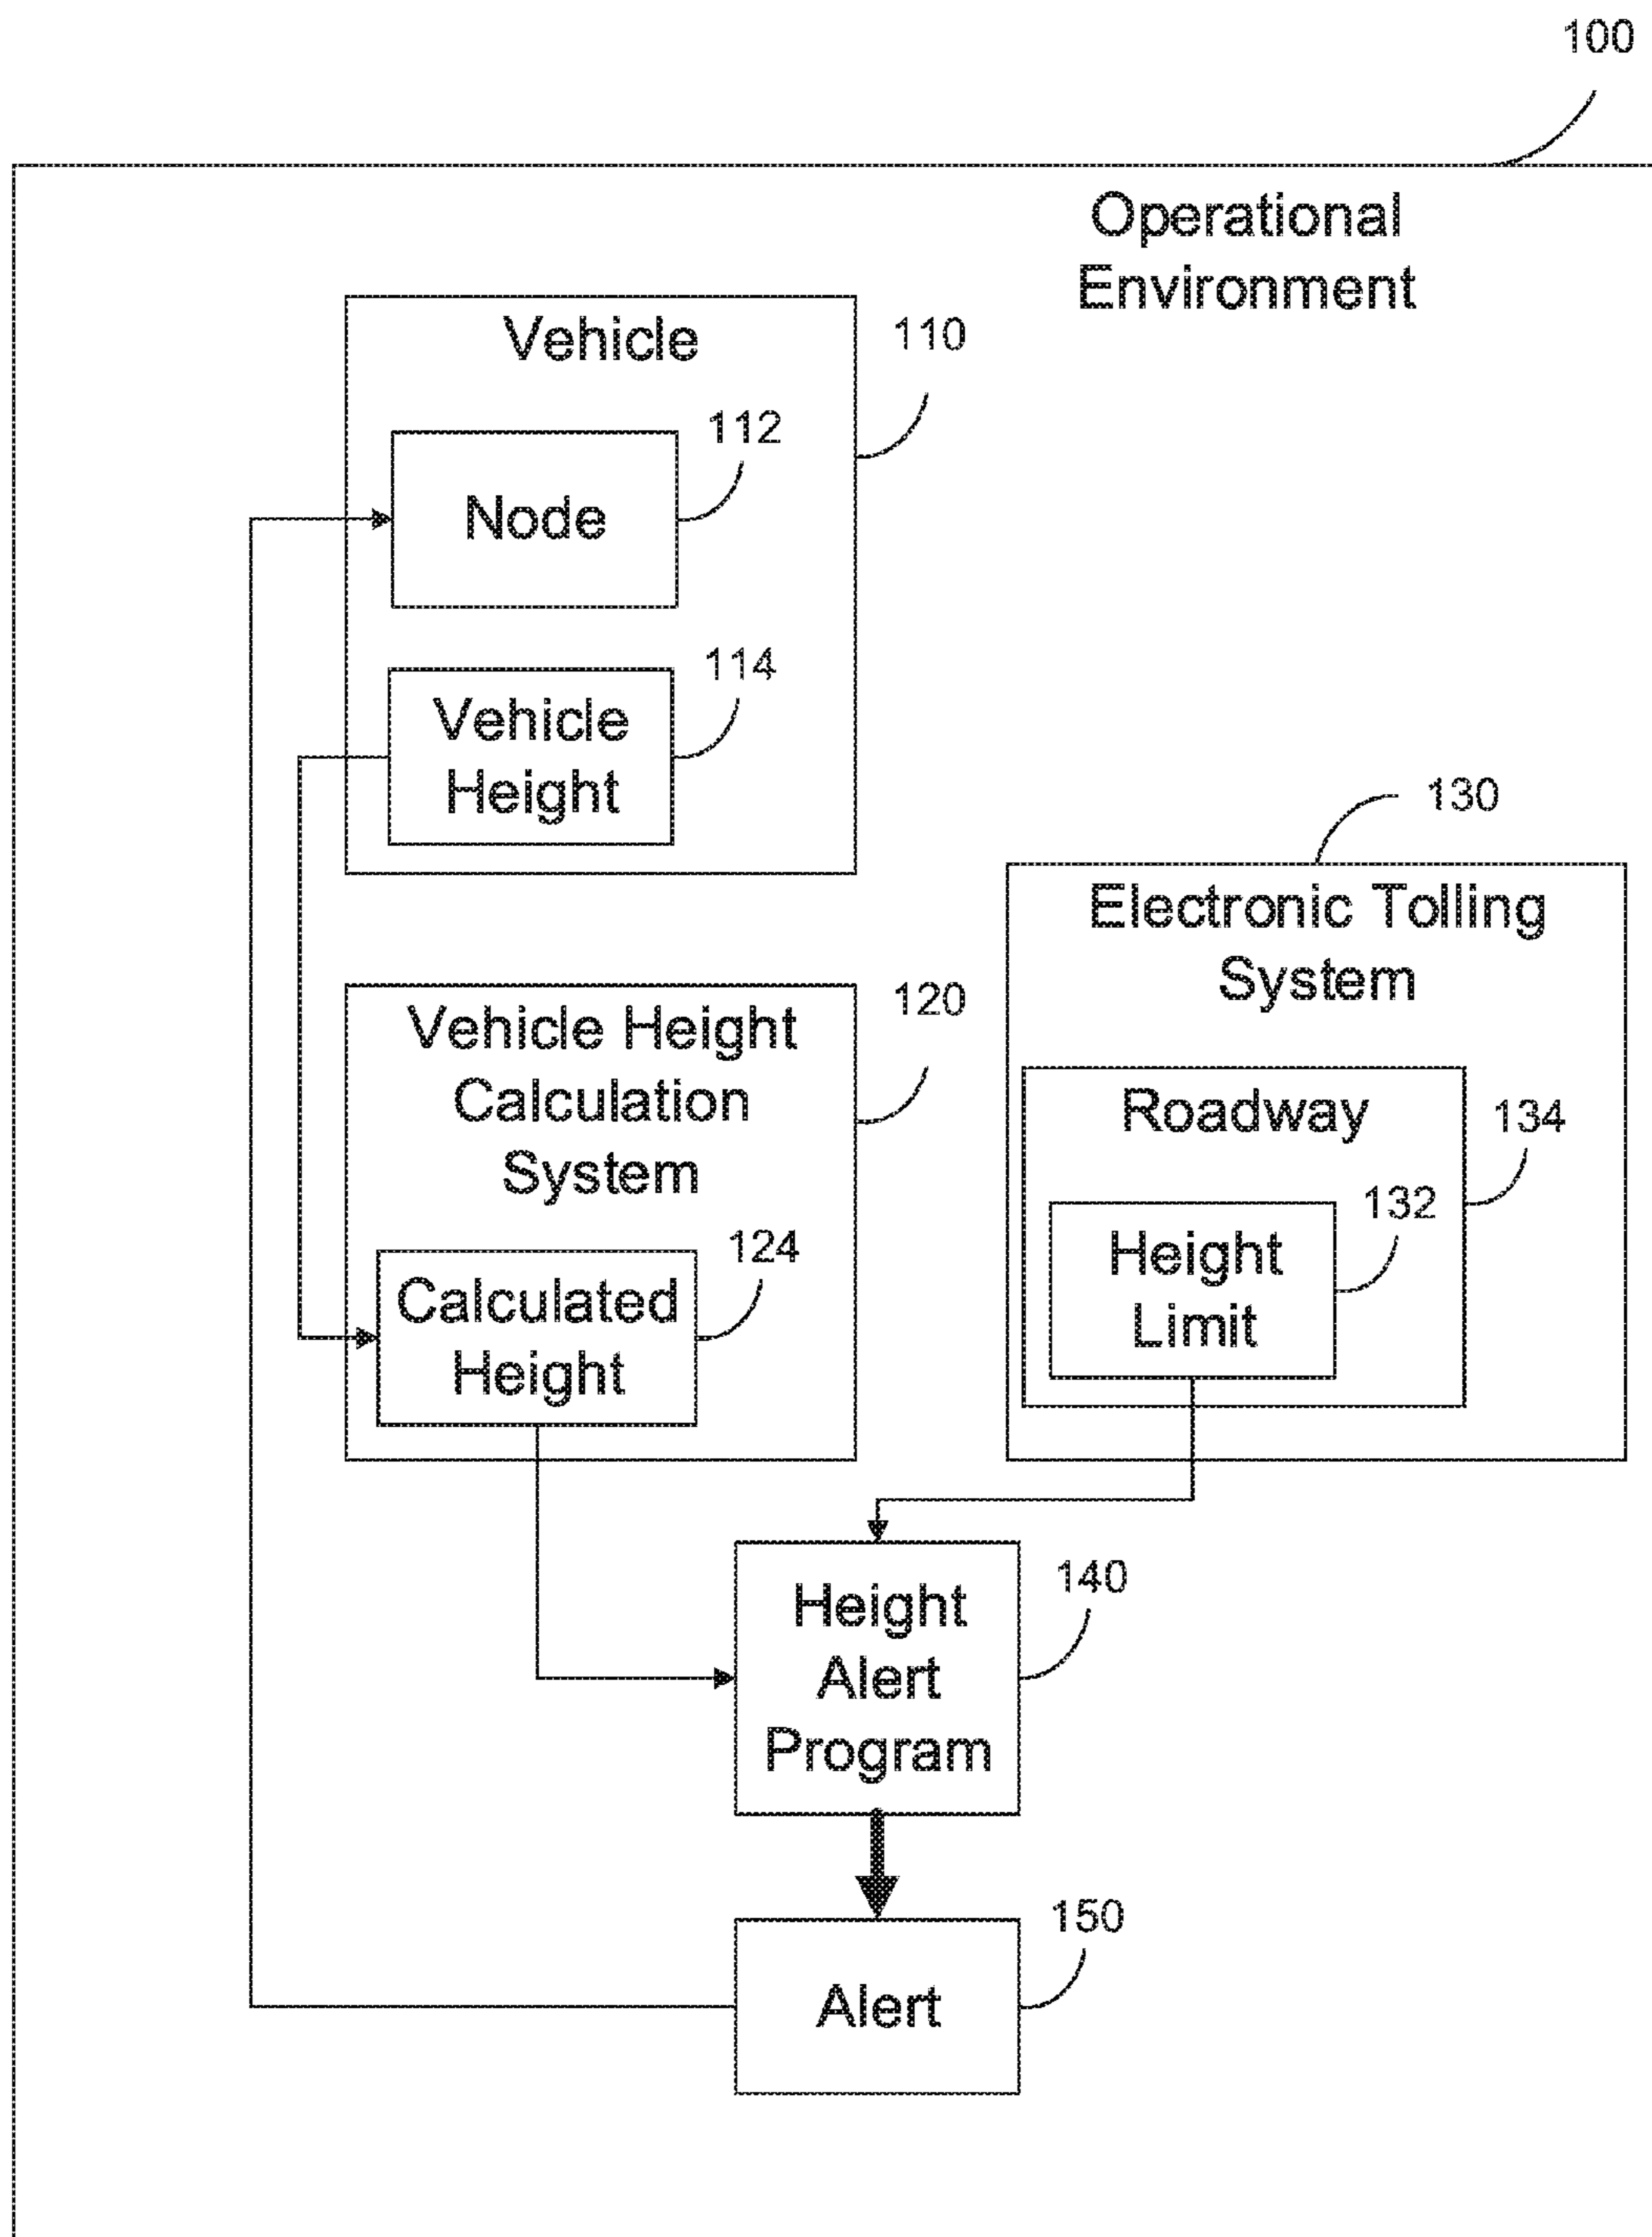 100
Operational
Environment
Vehicle
110
112
Node
114
Vehicle
Height
130
Electronic Tolling
System
120
Vehicle Height
Calculation
System
Roadway
134
132
Height
Limit
124
Calculated
Height
140
Height
Alert
Program
150
Alert